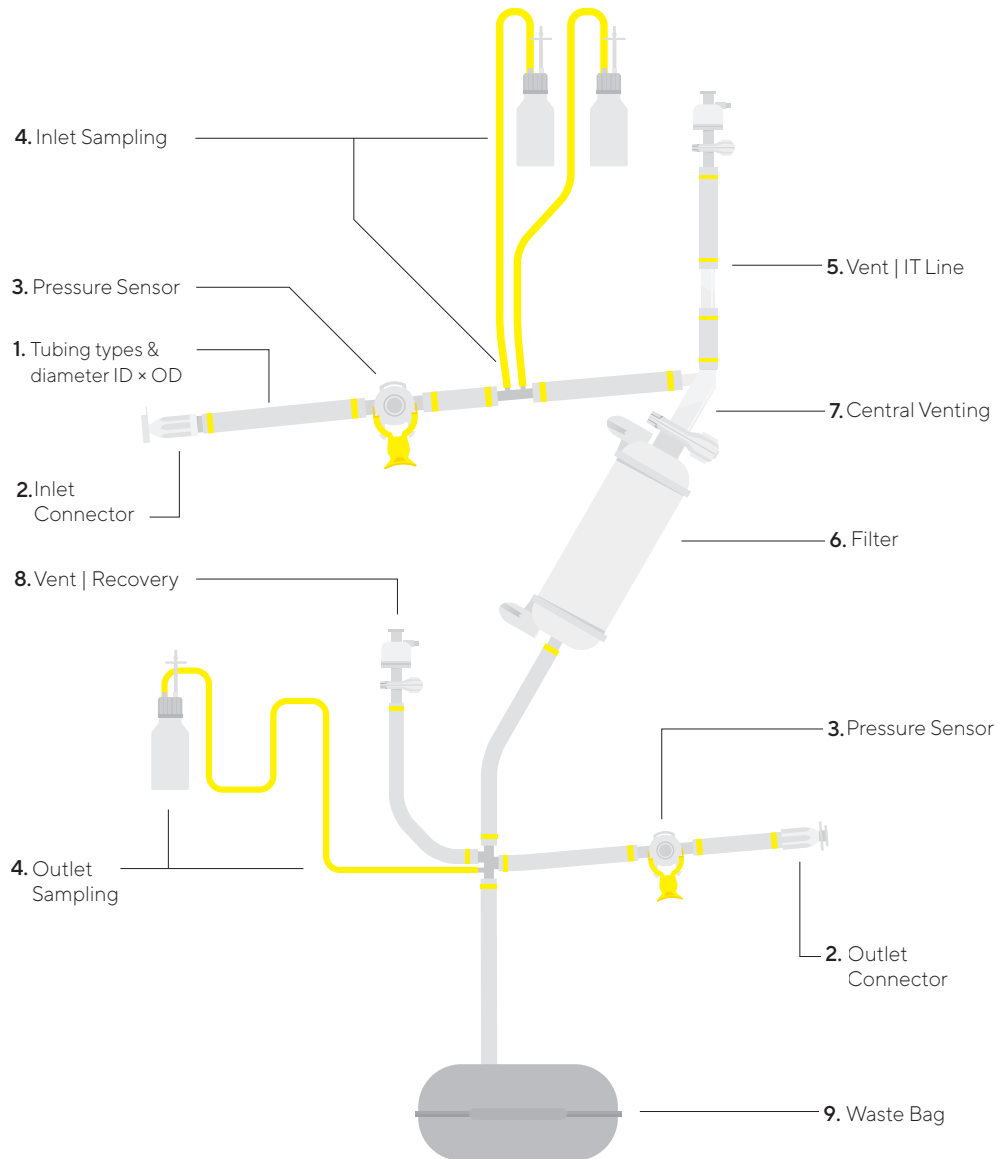 4. Inlet Sampling
5. Vent | IT Line
3. Pressure Sensor
1. Tubing types &
diameter ID × OD
7. Central Venting
2. Inlet
Connector
6. Filter
8. Vent | Recovery
3. Pressure Sensor
4. Outlet
Sampling
2. Outlet
Connector
9. Waste Bag